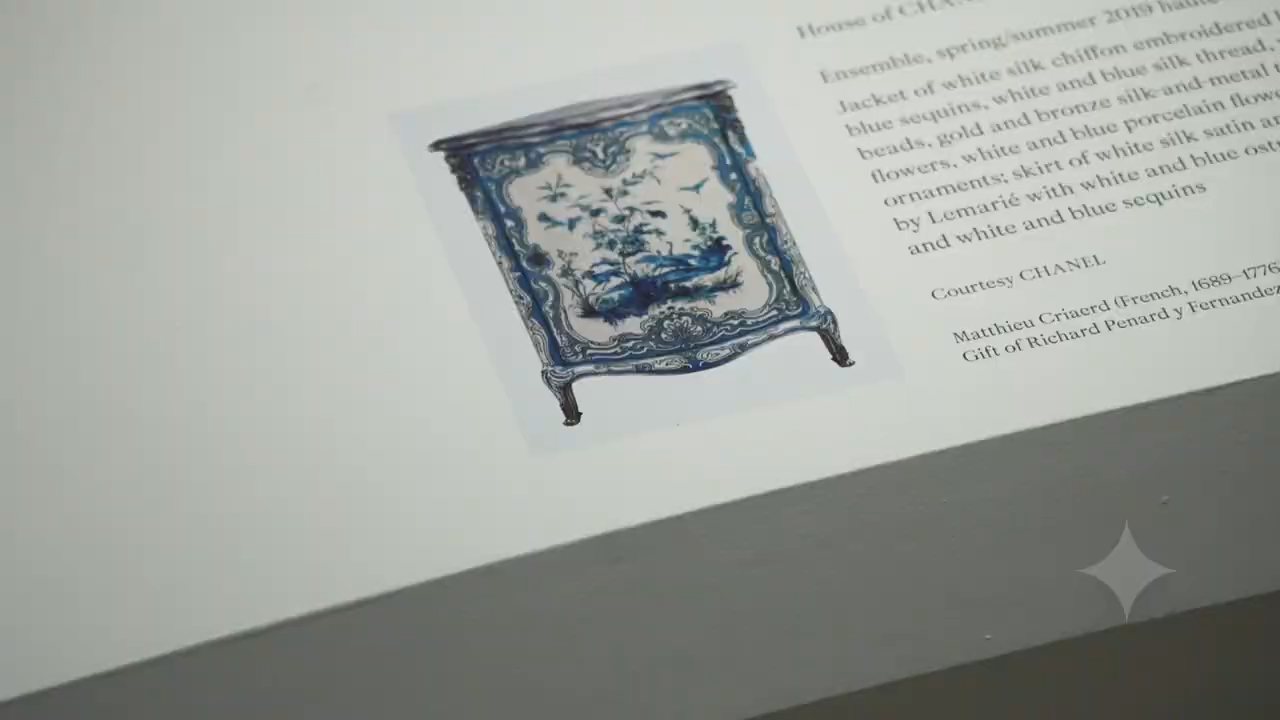 House of
Ensemble, spring/summer 2019 haute
Jacket of white silk chiffon embroidered
blue sequins, white and blue silk thread,
beads, gold and bronze silk-and-metal
flowers, white and blue porcelain
ornaments; skirt of white silk satin
by Lemarié with white and blue
and white and blue sequins
Courtesy CHANEL
Matthieu Criaerd (French, 1689–1776
Gift of Richard Penard y Fernandez